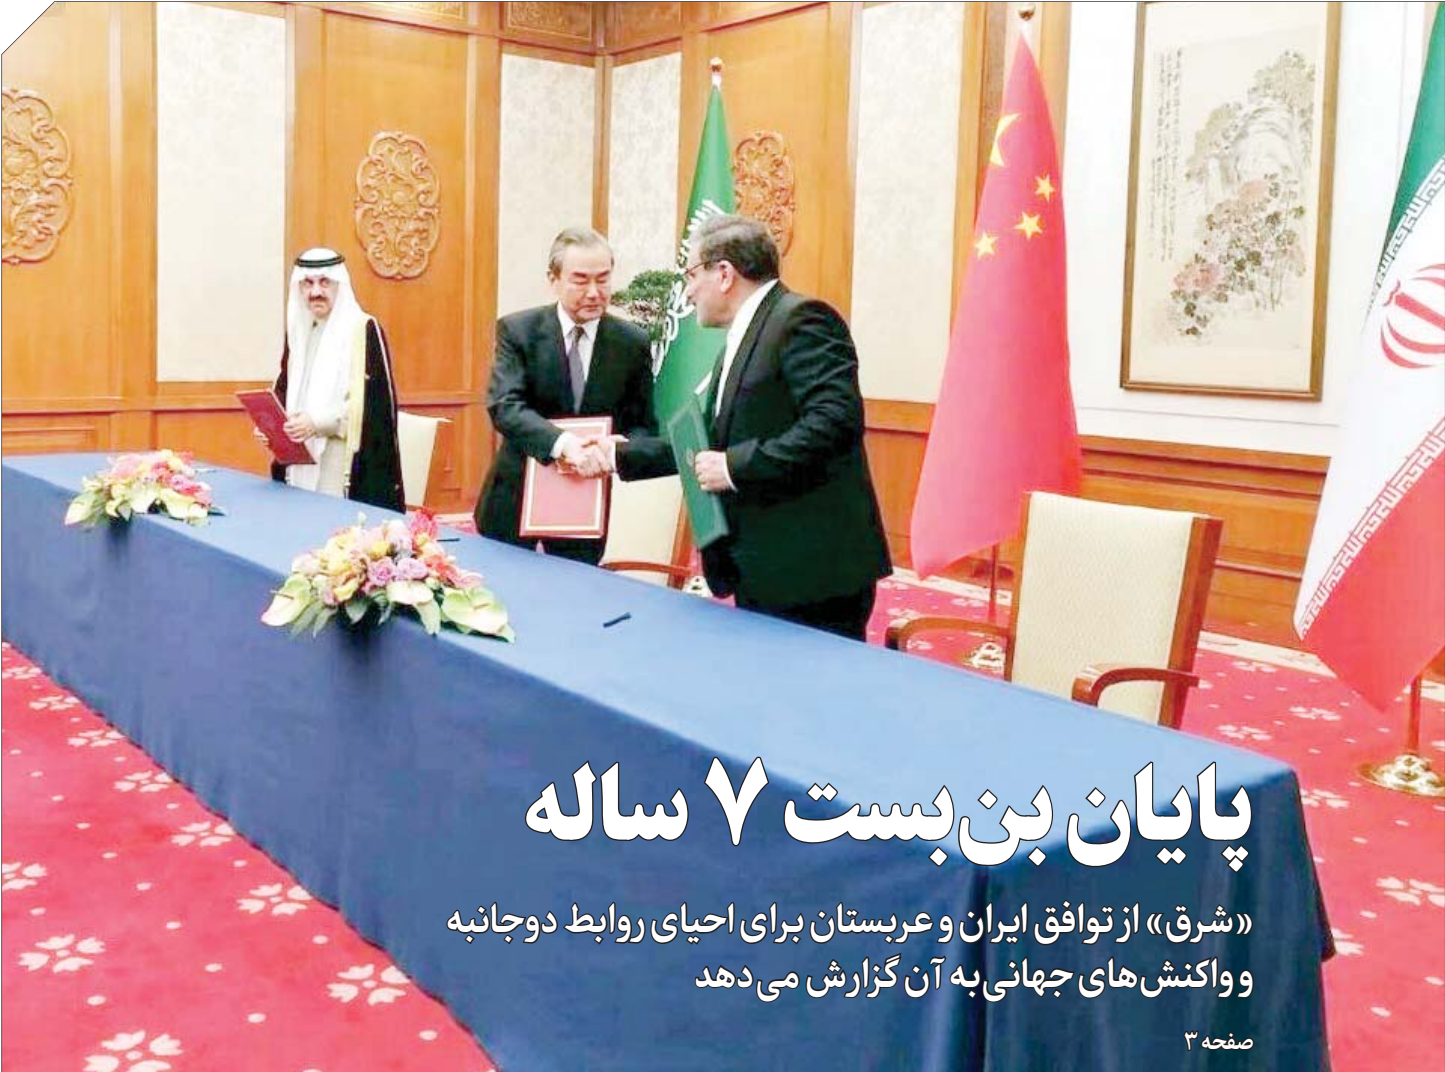 پایان بن‌بست ۷ ساله
«شرق» از توافق ایران و عربستان برای احیای روابط دوجانبه
و واکنش‌های جهانی به آن گزارش می‌دهد
صفحه ۳